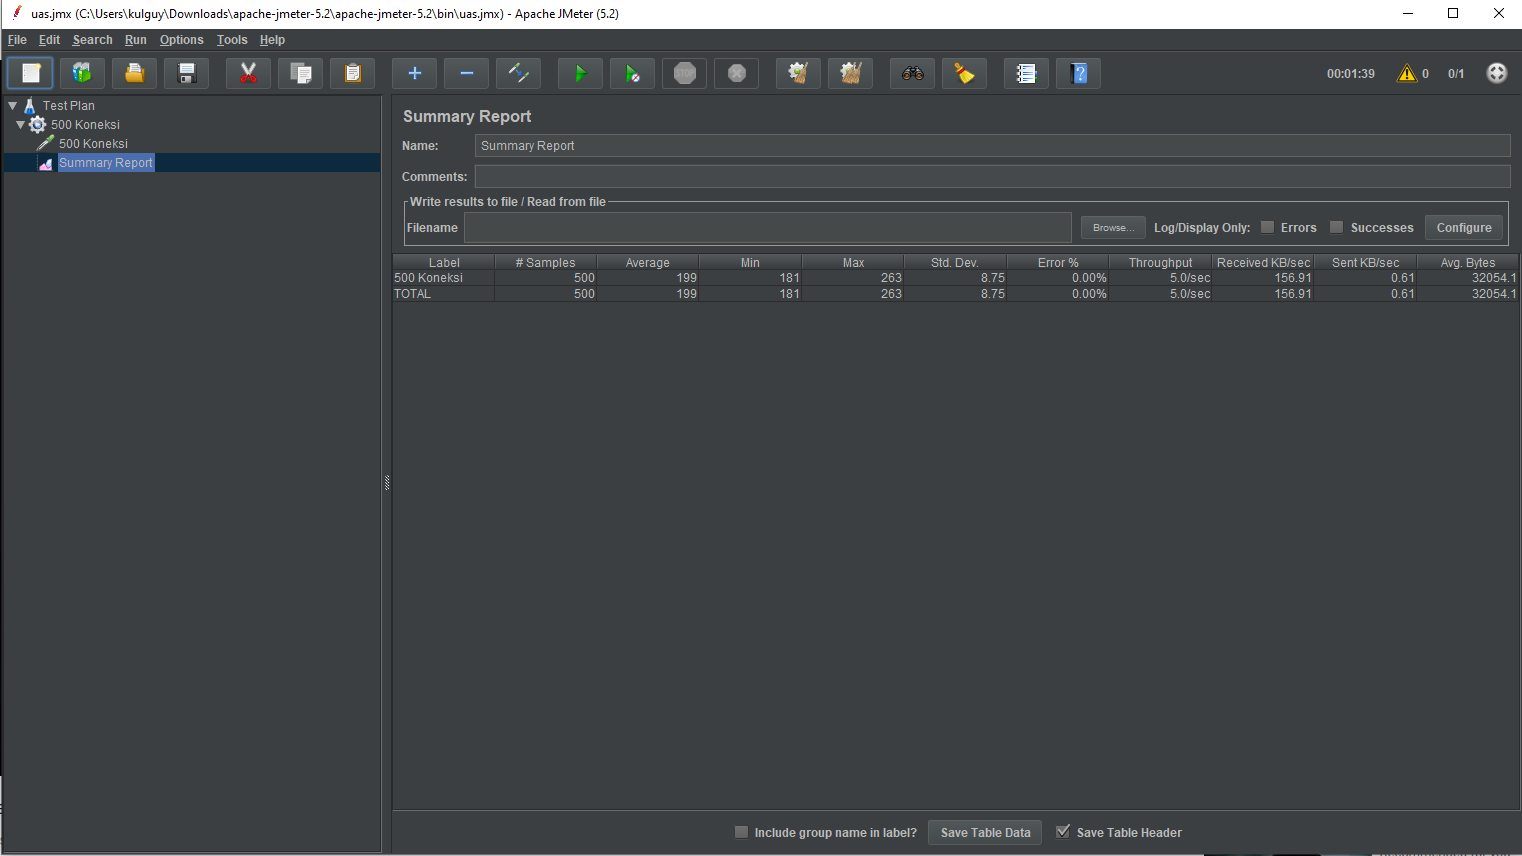 uas.jmx (C:\Users\kulguy\Downloads\apache-jmeter-5.2\apache-jmeter-5.2\bin\uas.jmx) - Apache JMeter (5.2)
File Edit Search Run Options Tools Help
STOP 00:01:39 0 0/1
Test Plan
500 Koneksi
500 Koneksi
Summary Report
Summary Report
Name: Summary Report
Comments:
Write results to file / Read from file
Filename Browse... Log/Display Only: Errors Successes Configure
Label # Samples Average Min Max Std. Dev. Error % Throughput Received KB/sec Sent KB/sec Avg. Bytes
500 Koneksi 500 199 181 263 8.75 0.00% 5.0/sec 156.91 0.61 32054.1
TOTAL 500 199 181 263 8.75 0.00% 5.0/sec 156.91 0.61 32054.1
Include group name in label? Save Table Data Save Table Header